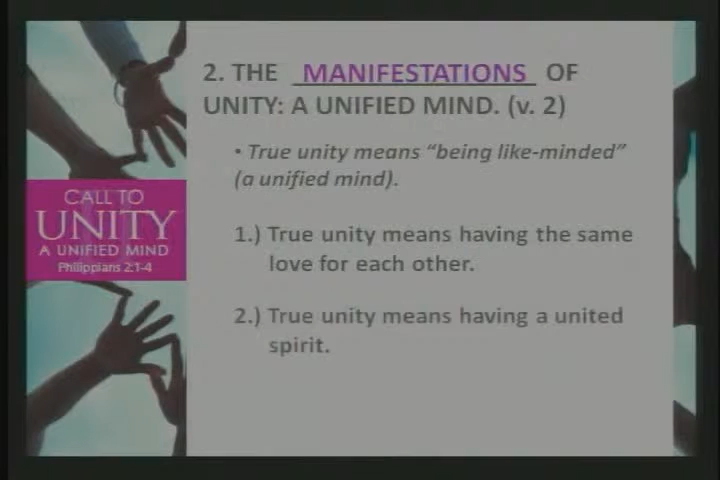 2. THE MANIFESTATIONS OF
UNITY: A UNIFIED MIND. (v. 2)
• True unity means “being like-minded”
(a unified mind).
1.) True unity means having the same
love for each other.
2.) True unity means having a united
spirit.
CALL TO
UNITY
A UNIFIED MIND
Philippians 2:1-4